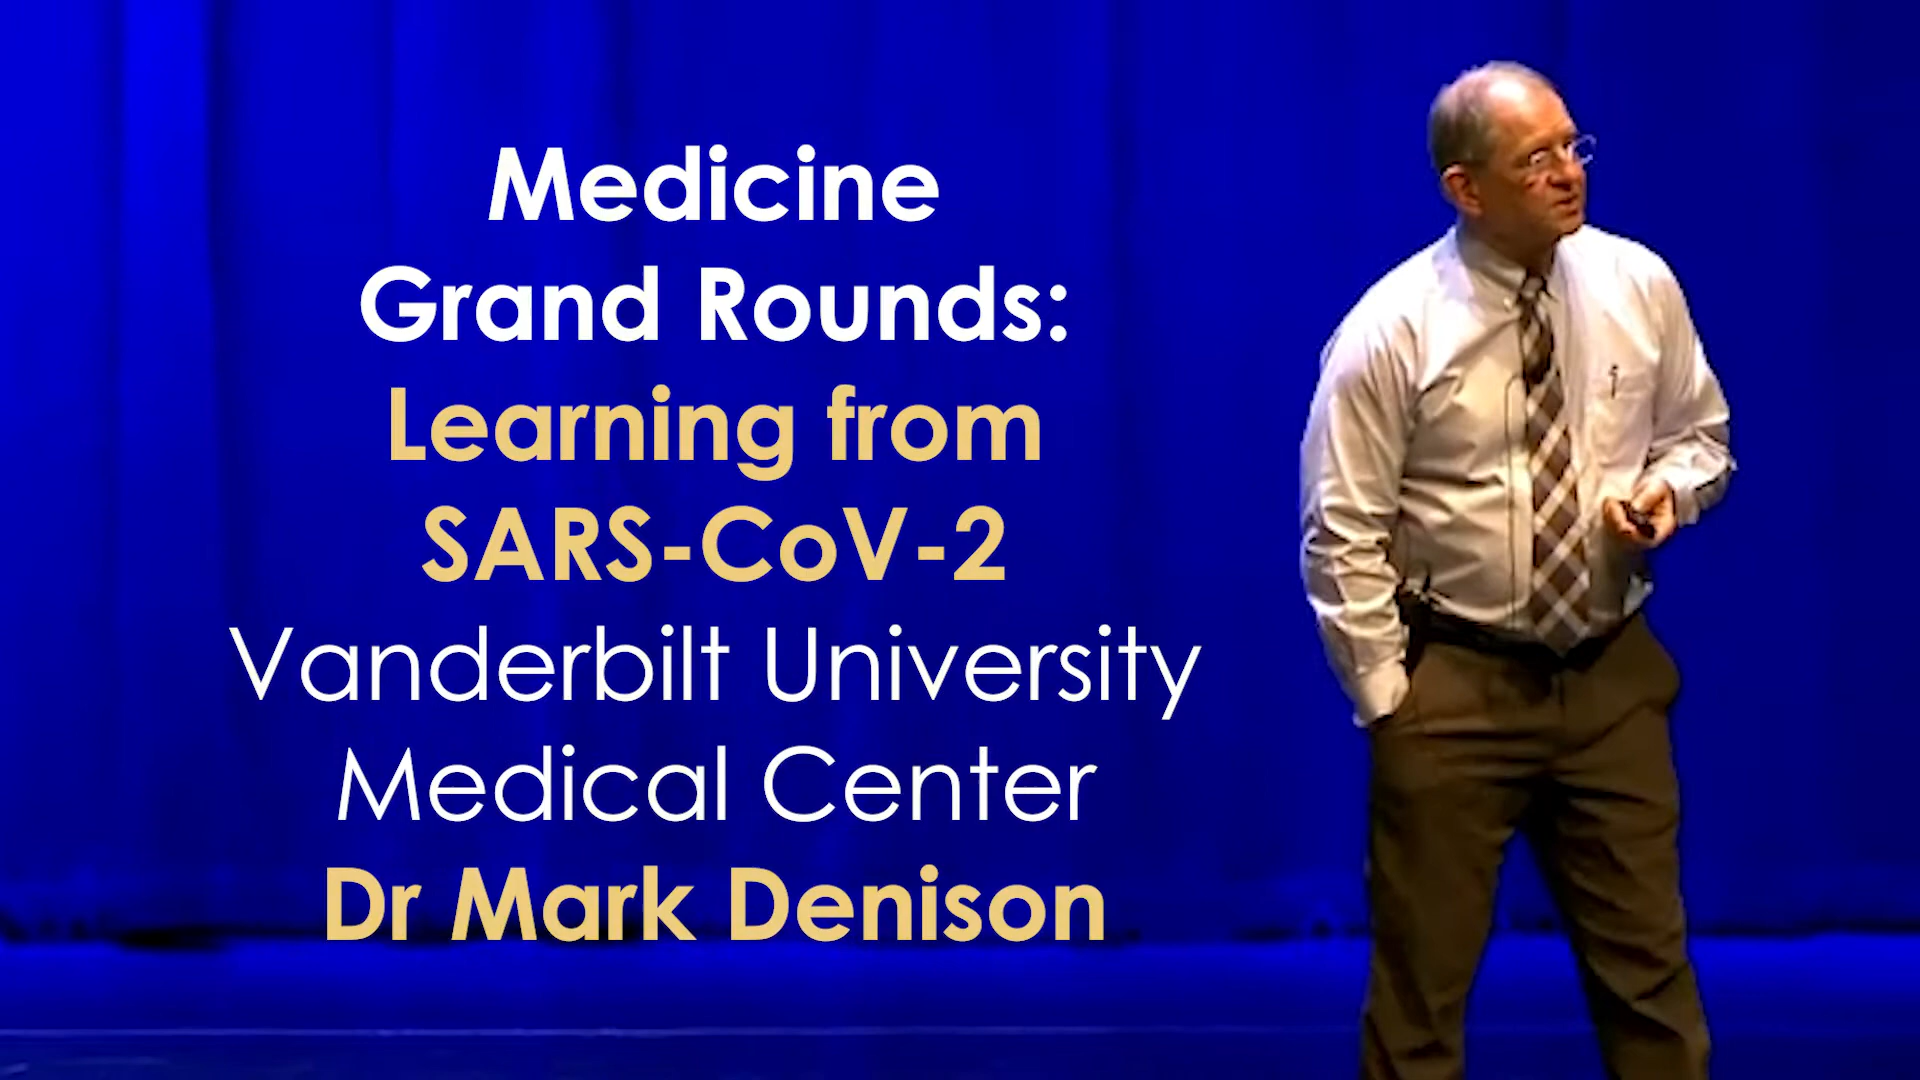 Medicine
Grand Rounds:
Learning from
SARS-CoV-2
Vanderbilt University
Medical Center
Dr Mark Denison